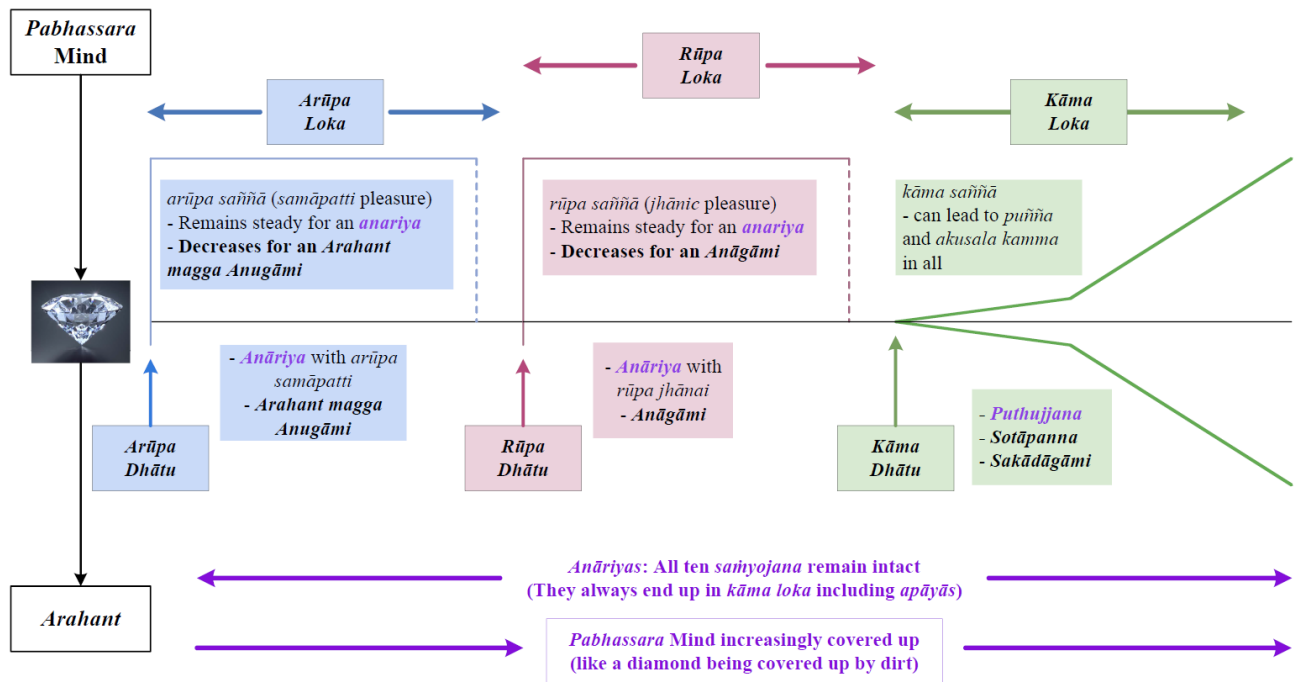 Pabhassara
Mind
Rūpa
Loka
Arūpa
Loka
Kāma
Loka
arūpa saññā (samāpatti pleasure)
- Remains steady for an anariya
- Decreases for an Arahant
magga Anugāmi
rūpa saññā (jhānic pleasure)
- Remains steady for an anariya
- Decreases for an Anāgāmi
kāma saññā
- can lead to puñña
and akusala kamma
in all
- Anāriya with arūpa
samāpatti
- Arahant magga
Anugāmi
- Anāriya with
rūpa jhānai
- Anāgāmi
- Puthujjana
- Sotāpanna
- Sakādāgāmi
Arūpa
Dhātu
Rūpa
Dhātu
Kāma
Dhātu
Anāriyas: All ten saṁyojana remain intact
(They always end up in kāma loka including apāyās)
Arahant
Pabhassara Mind increasingly covered up
(like a diamond being covered up by dirt)